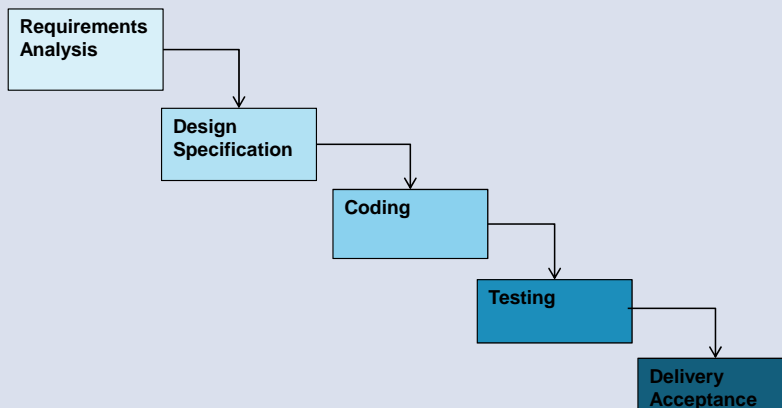 Requirements
Analysis
Design
Specification
Coding
Testing
Delivery
Acceptance